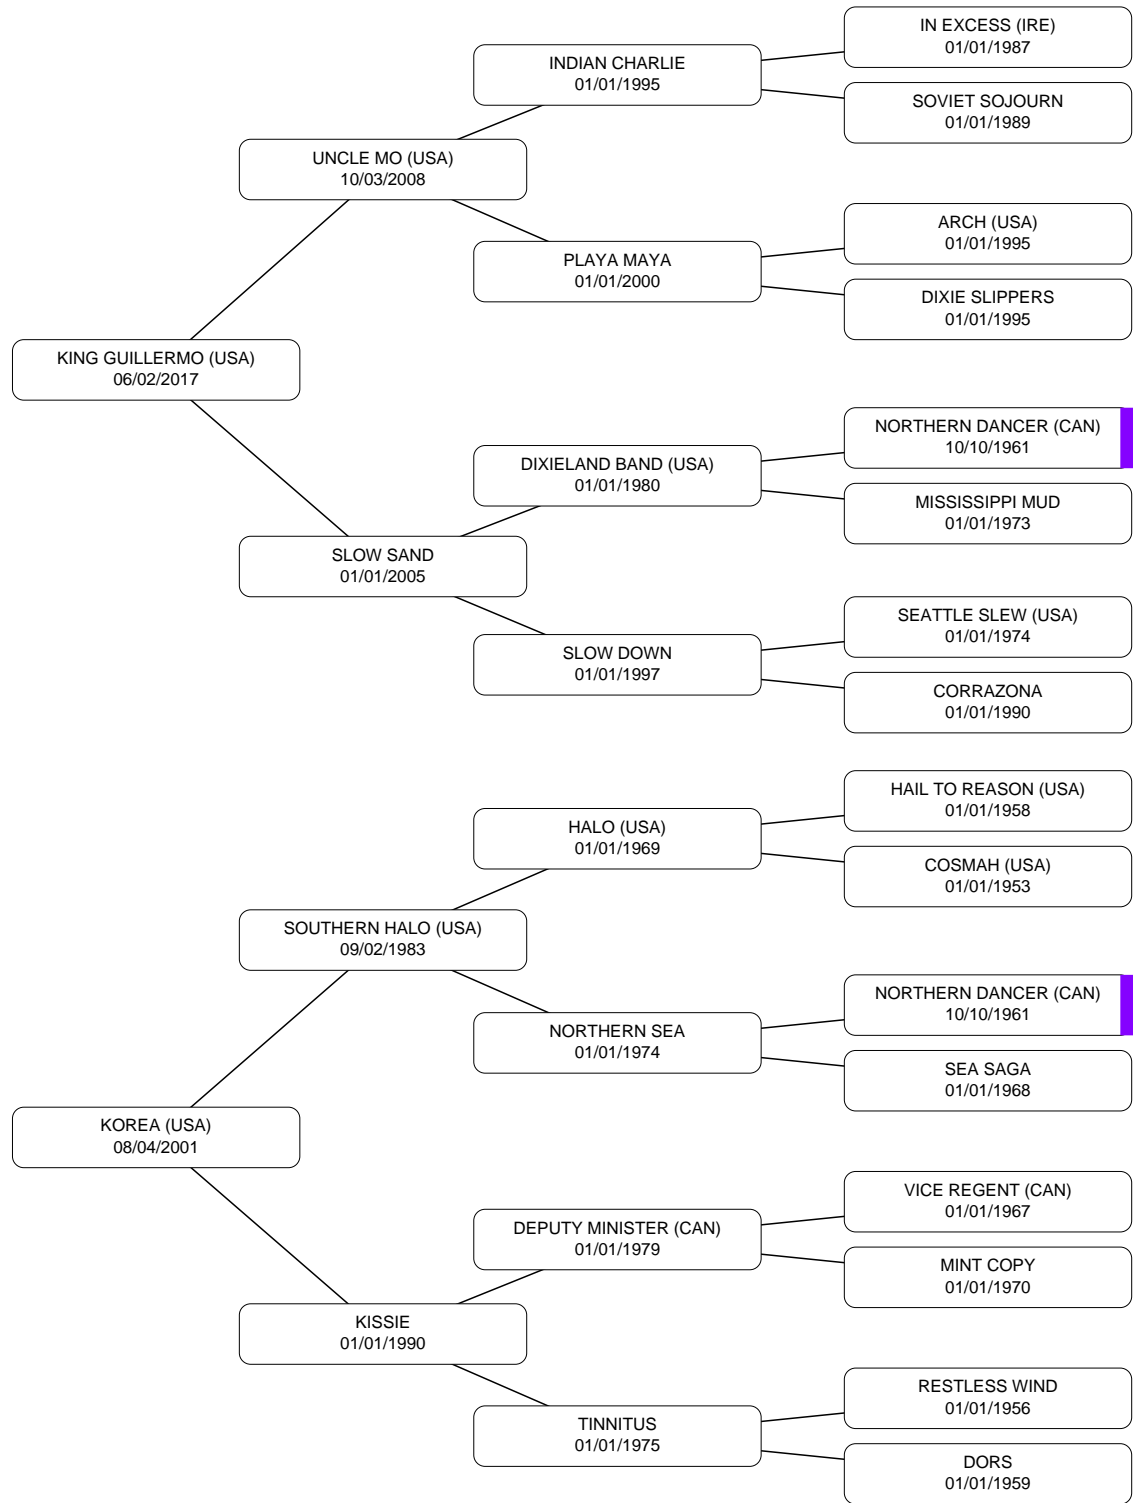 IN EXCESS (IRE)
01/01/1987
INDIAN CHARLIE
01/01/1995
SOVIET SOJOURN
01/01/1989
UNCLE MO (USA)
10/03/2008
ARCH (USA)
01/01/1995
PLAYA MAYA
01/01/2000
DIXIE SLIPPERS
01/01/1995
KING GUILLERMO (USA)
06/02/2017
NORTHERN DANCER (CAN)
10/10/1961
DIXIELAND BAND (USA)
01/01/1980
MISSISSIPPI MUD
01/01/1973
SLOW SAND
01/01/2005
SEATTLE SLEW (USA)
01/01/1974
SLOW DOWN
01/01/1997
CORRAZONA
01/01/1990
HAIL TO REASON (USA)
01/01/1958
HALO (USA)
01/01/1969
COSMAH (USA)
01/01/1953
SOUTHERN HALO (USA)
09/02/1983
NORTHERN DANCER (CAN)
10/10/1961
NORTHERN SEA
01/01/1974
SEA SAGA
01/01/1968
KOREA (USA)
08/04/2001
VICE REGENT (CAN)
01/01/1967
DEPUTY MINISTER (CAN)
01/01/1979
MINT COPY
01/01/1970
KISSIE
01/01/1990
RESTLESS WIND
01/01/1956
TINNITUS
01/01/1975
DORS
01/01/1959